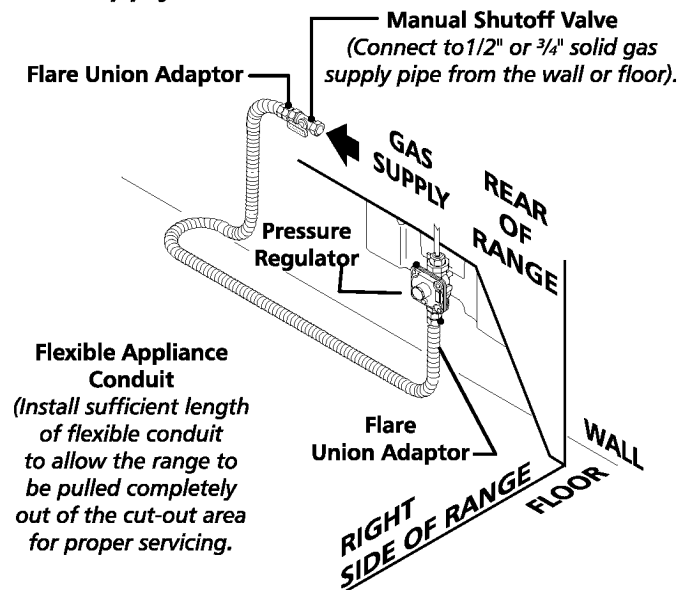 Manual Shutoff Valve
(Connect to1/2" or ¾" solid gas
supply pipe from the wall or floor).
Flare Union Adaptor
GAS
SUPPLY
REAR
OF
RANGE
Pressure
Regulator
Flexible Appliance
Conduit
(Install sufficient length
of flexible conduit
to allow the range to
be pulled completely
out of the cut-out area
for proper servicing.
Flare
Union Adaptor
WALL
FLOOR
RIGHT
SIDE OF RANGE